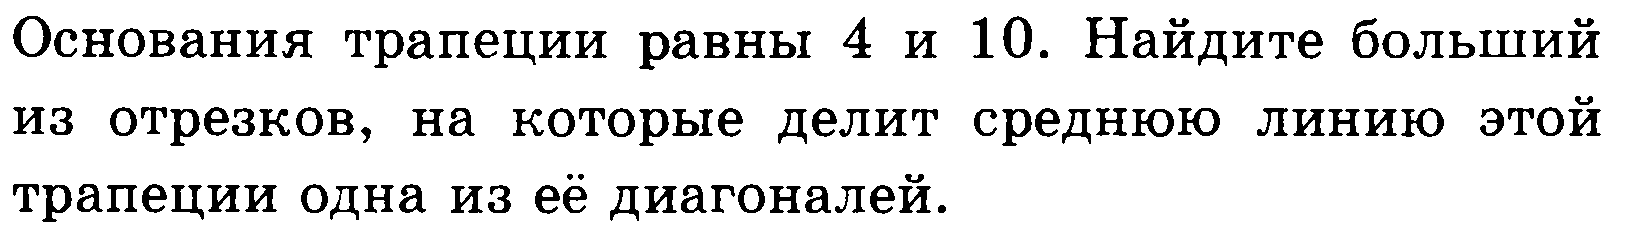 Основания трапеции равны 4 и 10. Найдите больший
из отрезков, на которые делит среднюю линию этой
трапеции одна из её диагоналей.